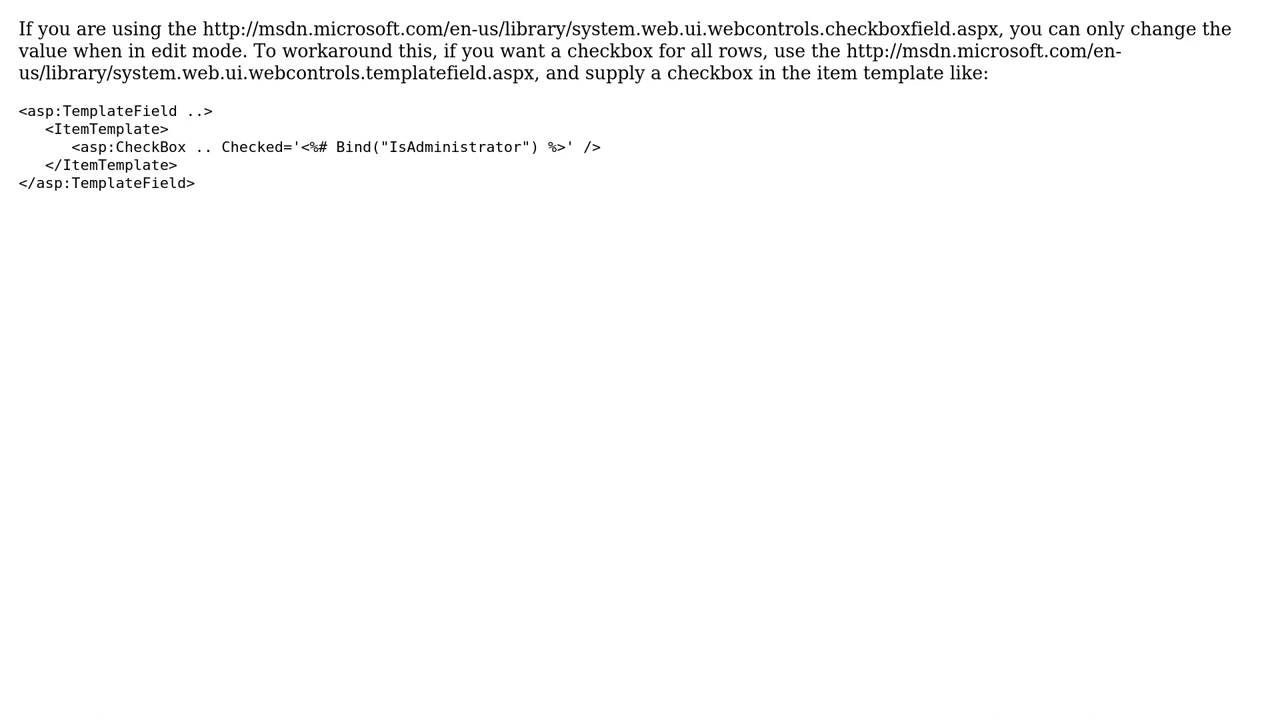 If you are using the http://msdn.microsoft.com/en-us/library/system.web.ui.webcontrols.checkboxfield.aspx, you can only change the
value when in edit mode. To workaround this, if you want a checkbox for all rows, use the http://msdn.microsoft.com/en-
us/library/system.web.ui.webcontrols.templatefield.aspx, and supply a checkbox in the item template like:
<asp:TemplateField ..>
   <ItemTemplate>
      <asp:CheckBox .. Checked='<%# Bind("IsAdministrator") %>' />
   </ItemTemplate>
</asp:TemplateField>